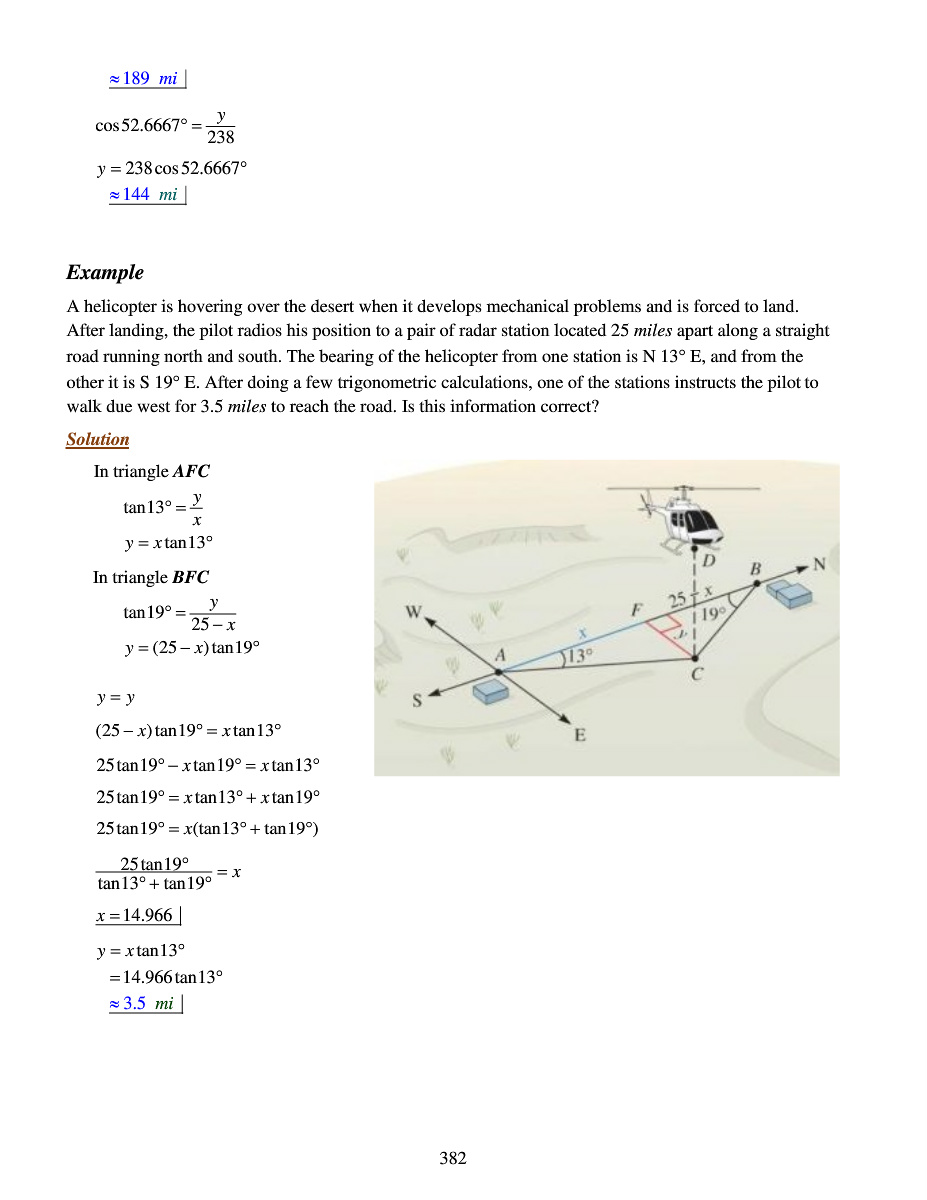 ≈ 189 mi
cos 52.6667° = y/238
y = 238 cos 52.6667°
≈ 144 mi
Example
A helicopter is hovering over the desert when it develops mechanical problems and is forced to land.
After landing, the pilot radios his position to a pair of radar station located 25 miles apart along a straight
road running north and south. The bearing of the helicopter from one station is N 13° E, and from the
other it is S 19° E. After doing a few trigonometric calculations, one of the stations instructs the pilot to
walk due west for 3.5 miles to reach the road. Is this information correct?
Solution
In triangle AFC
tan 13° = y/x
y = x tan 13°
In triangle BFC
tan 19° = y/(25 − x)
y = (25 − x) tan 19°
y = y
(25 − x) tan 19° = x tan 13°
25 tan 19° − x tan 19° = x tan 13°
25 tan 19° = x tan 13° + x tan 19°
25 tan 19° = x(tan 13° + tan 19°)
25 tan 19°/(tan 13° + tan 19°) = x
x = 14.966
y = x tan 13°
= 14.966 tan 13°
≈ 3.5 mi
D
B
N
25 − x
W
F
19°
x
y
A
13°
C
S
E
382